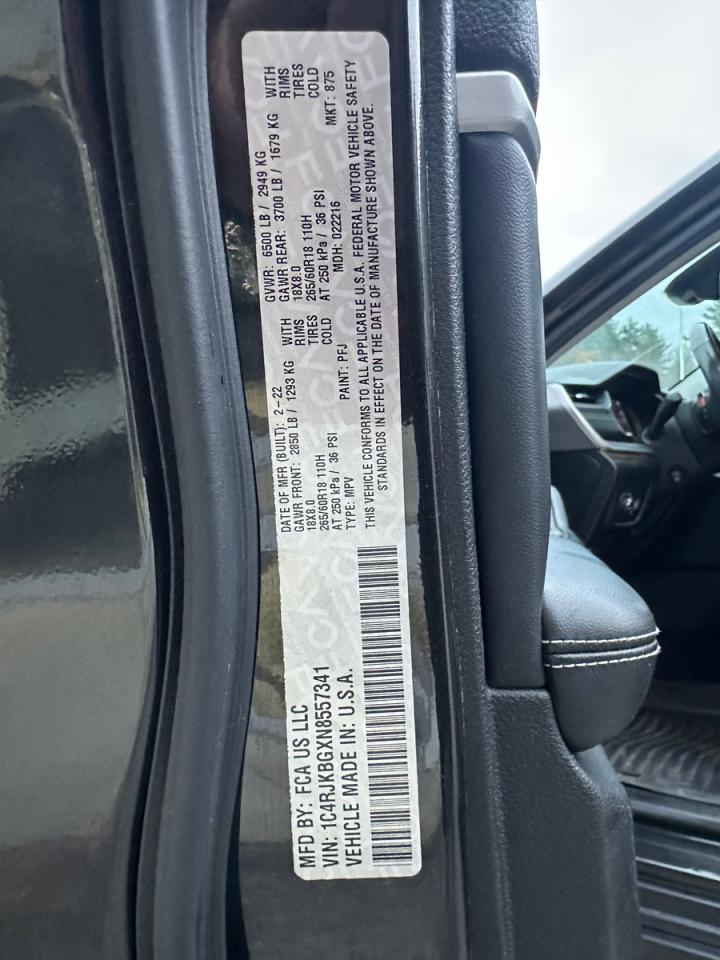 MFD BY: FCA US LLC
VIN: 1C4RJKBGXN8557341
VEHICLE MADE IN: U.S.A.
DATE OF MFR (BUILT): 2-22
GVWR: 6500 LB / 2949 KG
GAWR FRONT: 2850 LB / 1293 KG WITH
18X8.0 RIMS
265/60R18 110H TIRES
AT 250 kPa / 36 PSI COLD
GAWR REAR: 3700 LB / 1679 KG WITH
18X8.0 RIMS
265/60R18 110H TIRES
AT 250 kPa / 36 PSI COLD
TYPE: MPV PAINT: PFJ MDH: 022216 MKT: 875
THIS VEHICLE CONFORMS TO ALL APPLICABLE U.S.A. FEDERAL MOTOR VEHICLE SAFETY
STANDARDS IN EFFECT ON THE DATE OF MANUFACTURE SHOWN ABOVE.